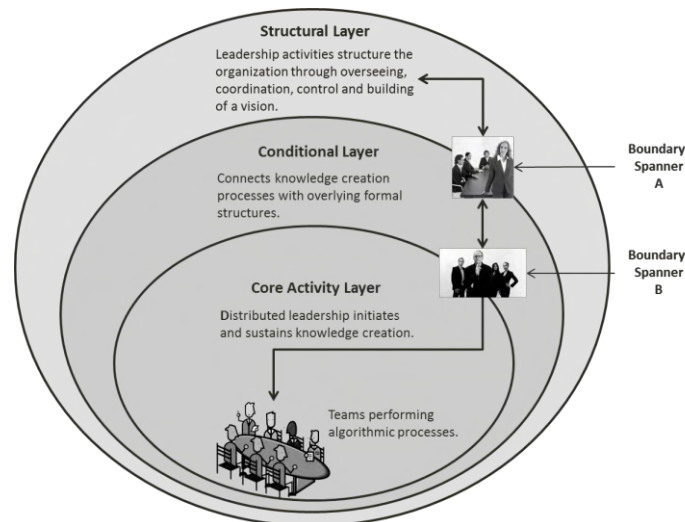 Structural Layer
Leadership activities structure the
organization through overseeing,
coordination, control and building
of a vision.
Conditional Layer
Connects knowledge creation
processes with overlying formal
structures.
Boundary
Spanner
A
Boundary
Spanner
B
Core Activity Layer
Distributed leadership initiates
and sustains knowledge creation.
Teams performing
algorithmic processes.